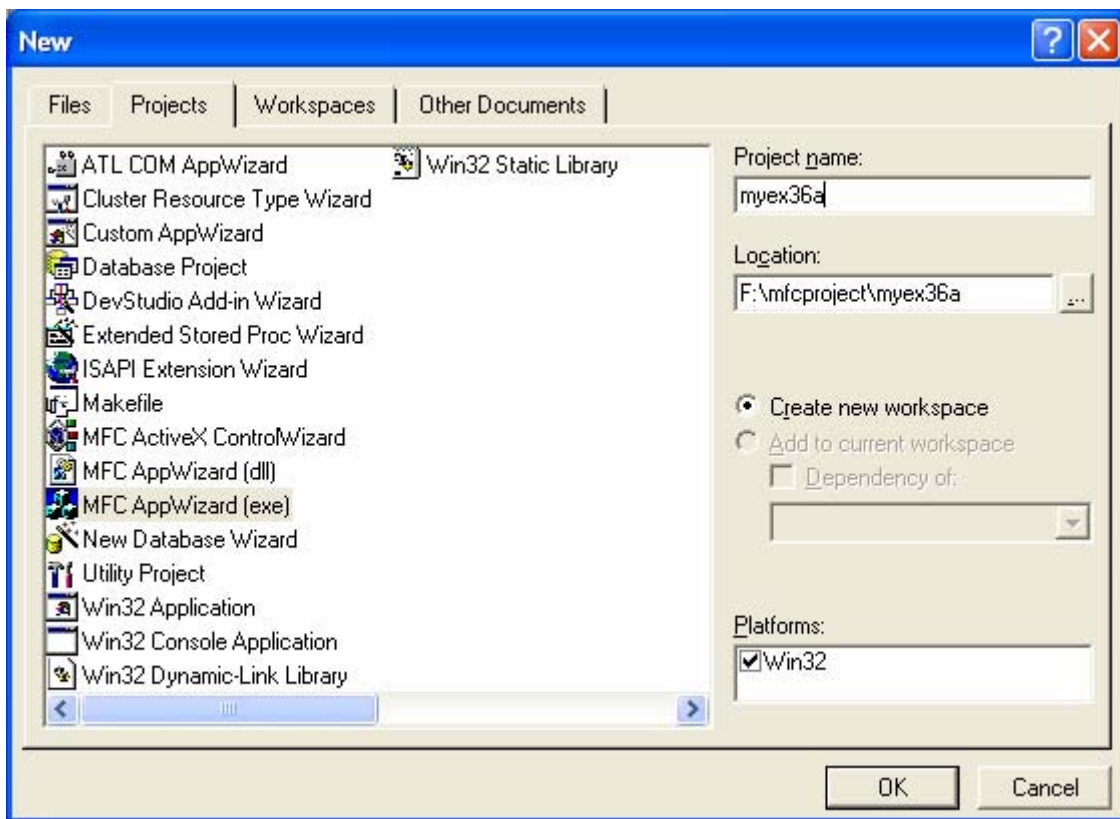 New
Files Projects Workspaces Other Documents
ATL COM AppWizard
Cluster Resource Type Wizard
Custom AppWizard
Database Project
DevStudio Add-in Wizard
Extended Stored Proc Wizard
ISAPI Extension Wizard
Makefile
MFC ActiveX ControlWizard
MFC AppWizard (dll)
MFC AppWizard (exe)
New Database Wizard
Utility Project
Win32 Application
Win32 Console Application
Win32 Dynamic-Link Library
Win32 Static Library
Project name:
myex36a
Location:
F:\mfcproject\myex36a
...
Create new workspace
Add to current workspace
Dependency of:
Platforms:
Win32
OK Cancel